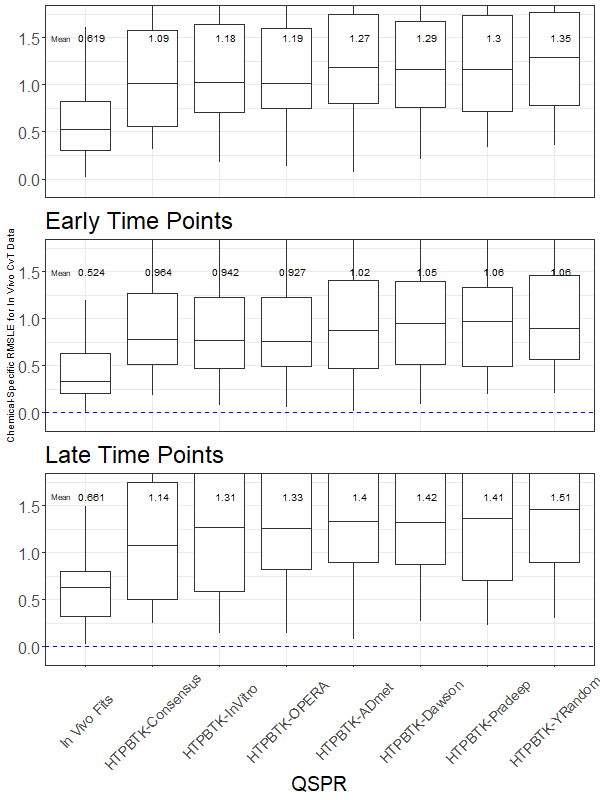 1.5
Mean 0.619 1.09 1.18 1.19 1.27 1.29 1.3 1.35
1.0
0.5
0.0
Early Time Points
1.5
Mean 0.524 0.964 0.942 0.927 1.02 1.05 1.06 1.06
1.0
0.5
0.0
Chemical-Specific RMSLE for In Vivo CvT Data
Late Time Points
1.5
Mean 0.661 1.14 1.31 1.33 1.4 1.42 1.41 1.51
1.0
0.5
0.0
In Vivo Fits
HTPBTK-Consensus
HTPBTK-InVitro
HTPBTK-OPERA
HTPBTK-ADmet
HTPBTK-Dawson
HTPBTK-Pradeep
HTPBTK-YRandom
QSPR